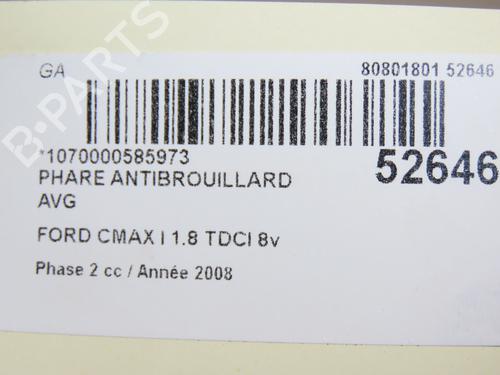 GA
80801801 52646
*1070000585973
52646
PHARE ANTIBROUILLARD
AVG
FORD CMAX I 1.8 TDCI 8v
Phase 2 cc / Année 2008
B-PARTS